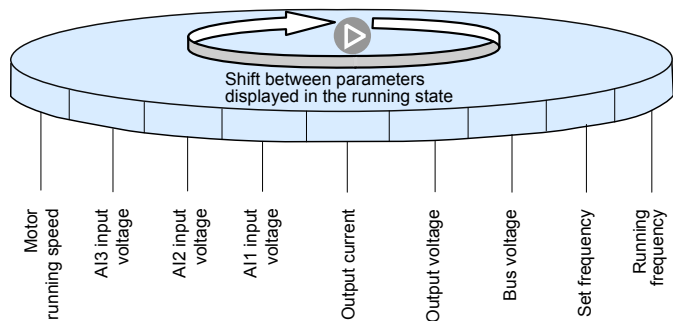 Shift between parameters
displayed in the running state
Motor
running speed
AI3 input
voltage
AI2 input
voltage
AI1 input
voltage
Output current
Output voltage
Bus voltage
Set frequency
Running
frequency